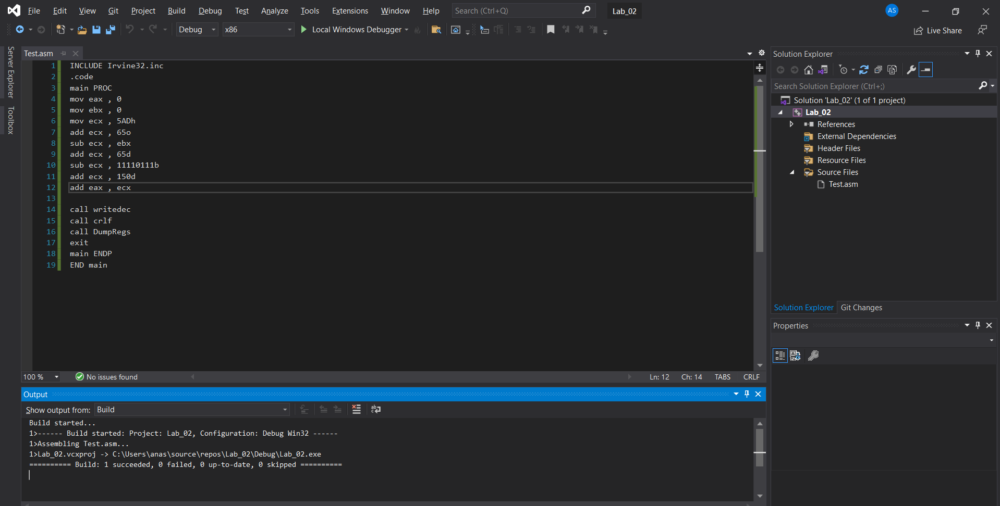 File Edit View Git Project Build Debug Test Analyze Tools Extensions Window Help Search (Ctrl+Q) Lab_02 AS
Debug x86 Local Windows Debugger Live Share
Server Explorer
Toolbox
Test.asm
1 INCLUDE Irvine32.inc
2 .code
3 main PROC
4 mov eax , 0
5 mov ebx , 0
6 mov ecx , 5ADh
7 add ecx , 65o
8 sub ecx , ebx
9 add ecx , 65d
10 sub ecx , 11110111b
11 add ecx , 150d
12 add eax , ecx
13
14 call writedec
15 call crlf
16 call DumpRegs
17 exit
18 main ENDP
19 END main
100 % No issues found Ln: 12 Ch: 14 TABS CRLF
Output
Show output from: Build
Build started...
1>------ Build started: Project: Lab_02, Configuration: Debug Win32 ------
1>Assembling Test.asm...
1>Lab_02.vcxproj -> C:\Users\anas\source\repos\Lab_02\Debug\Lab_02.exe
========== Build: 1 succeeded, 0 failed, 0 up-to-date, 0 skipped ==========
Solution Explorer
Search Solution Explorer (Ctrl+;)
Solution 'Lab_02' (1 of 1 project)
Lab_02
References
External Dependencies
Header Files
Resource Files
Source Files
Test.asm
Solution Explorer Git Changes
Properties